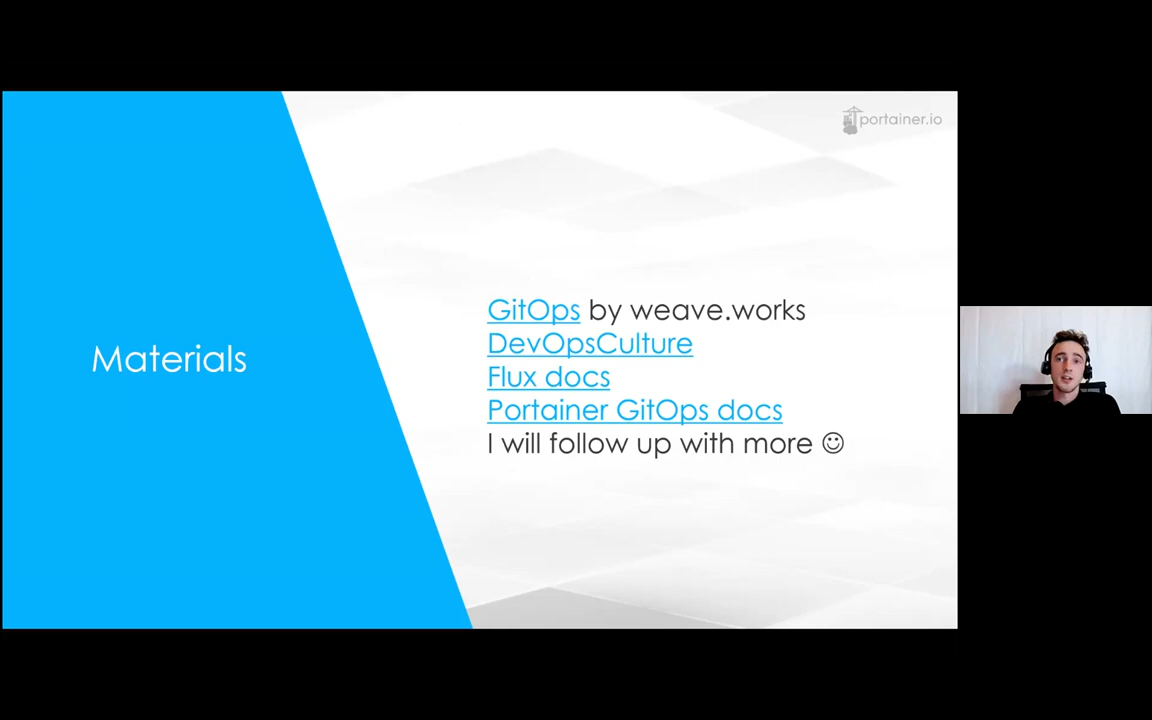 portainer.io
Materials
GitOps by weave.works
DevOpsCulture
Flux docs
Portainer GitOps docs
I will follow up with more ☺